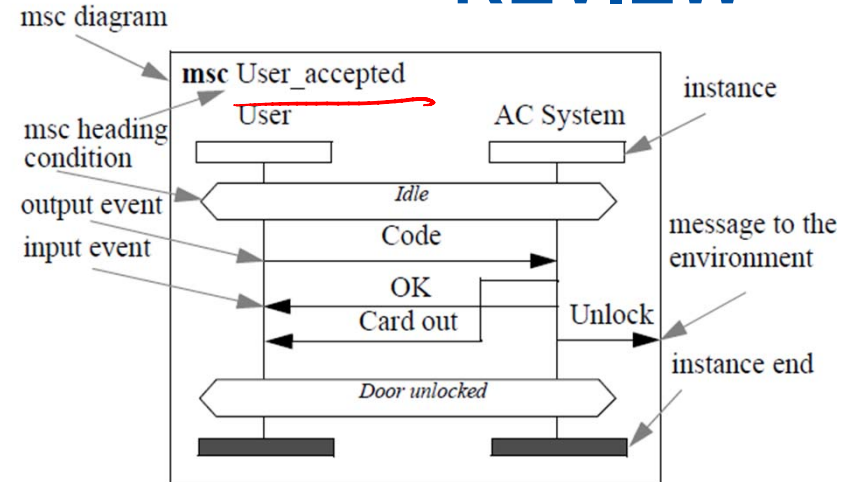 REVIEW
msc diagram
msc User_accepted
instance
User
AC System
msc heading
condition
Idle
output event
Code
message to the
environment
input event
OK
Unlock
Card out
instance end
Door unlocked